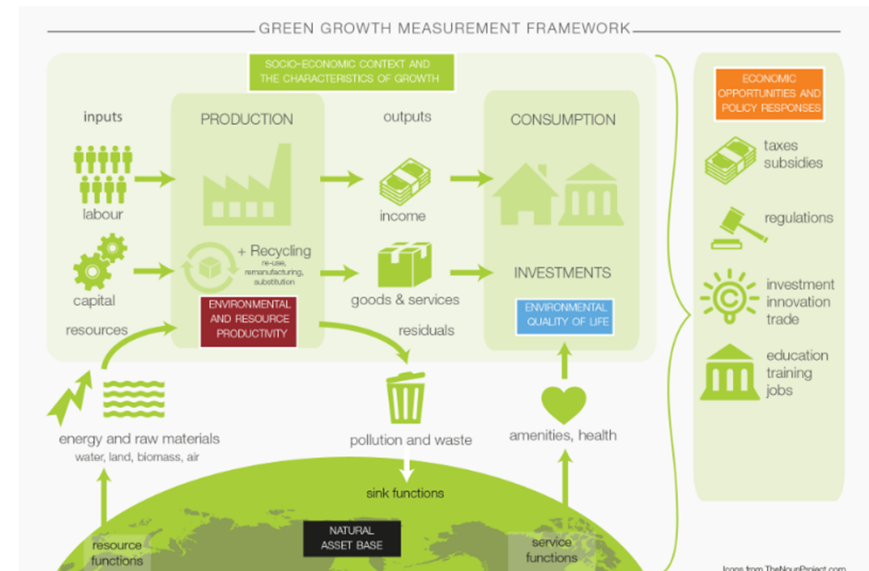 GREEN GROWTH MEASUREMENT FRAMEWORK
SOCIO-ECONOMIC CONTEXT AND
THE CHARACTERISTICS OF GROWTH
inputs
PRODUCTION
outputs
CONSUMPTION
labour
income
+ Recycling
re-use,
remanufacturing,
substitution
INVESTMENTS
capital
goods & services
resources
ENVIRONMENTAL
AND RESOURCE
PRODUCTIVITY
residuals
ENVIRONMENTAL
QUALITY OF LIFE
energy and raw materials
water, land, biomass, air
pollution and waste
amenities, health
sink functions
resource
functions
NATURAL
ASSET BASE
service
functions
ECONOMIC
OPPORTUNITIES AND
POLICY RESPONSES
taxes
subsidies
regulations
C
investment
innovation
trade
education
training
jobs
Icons from TheNounProject.com